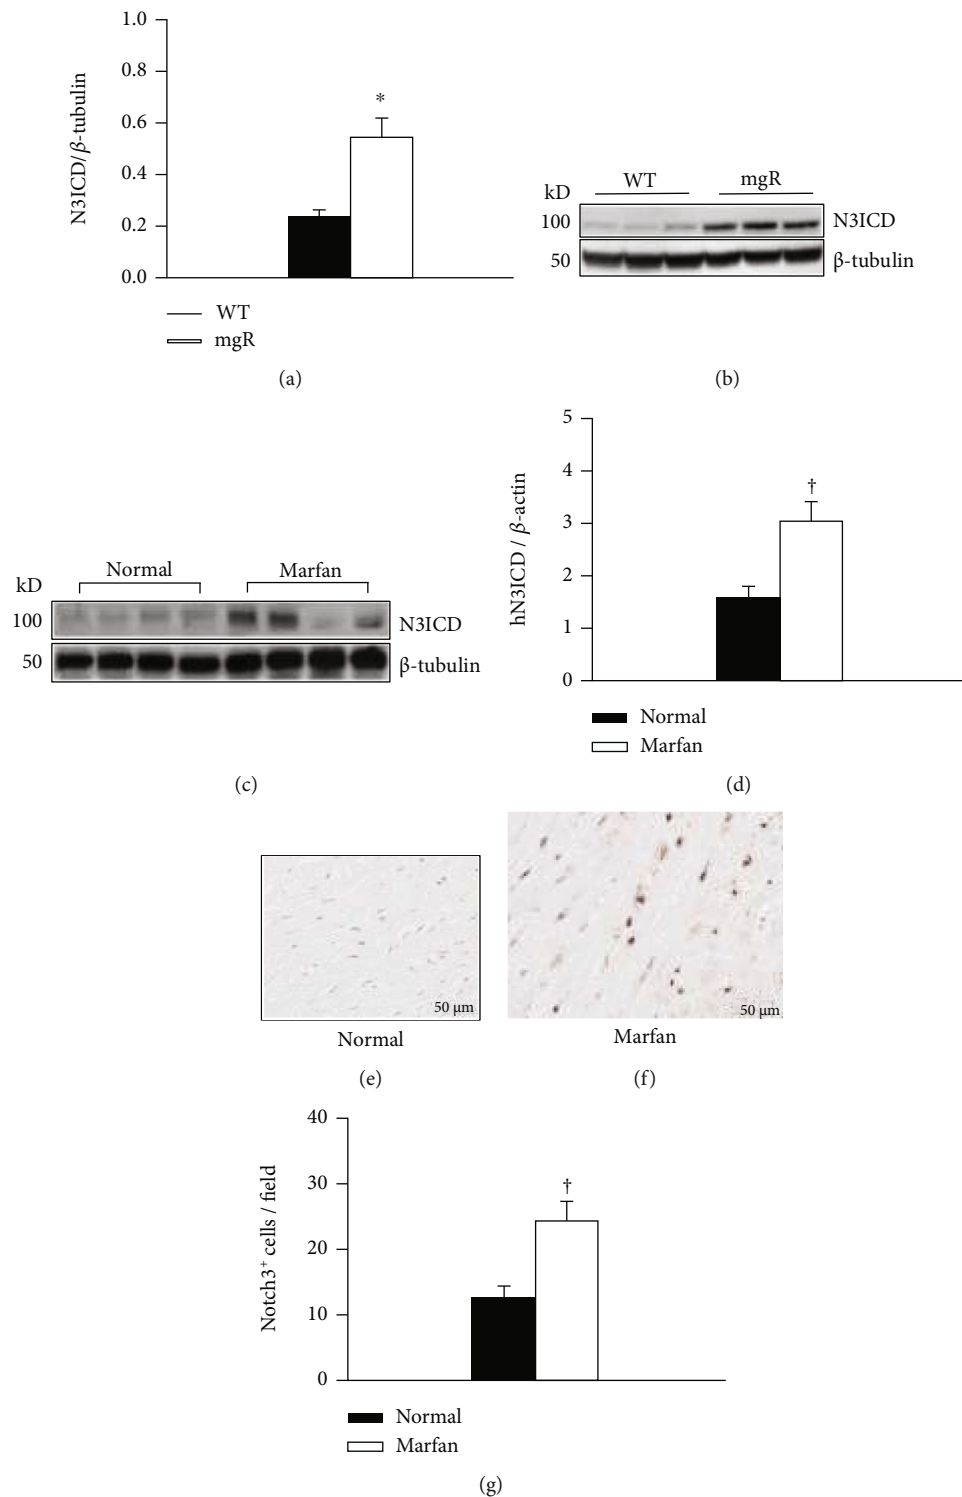 1.0
0.8
0.6
0.4
0.2
0.0
N3ICD/β-tubulin
*
WT
mgR
(a)
WT mgR
kD
100 N3ICD
50 β-tubulin
(b)
Normal Marfan
kD
100 N3ICD
50 β-tubulin
(c)
5
4
3
2
1
0
hN3ICD / β-actin
†
Normal
Marfan
(d)
50 μm
Normal
(e)
50 μm
Marfan
(f)
40
30
20
10
0
Notch3⁺ cells / field
†
Normal
Marfan
(g)